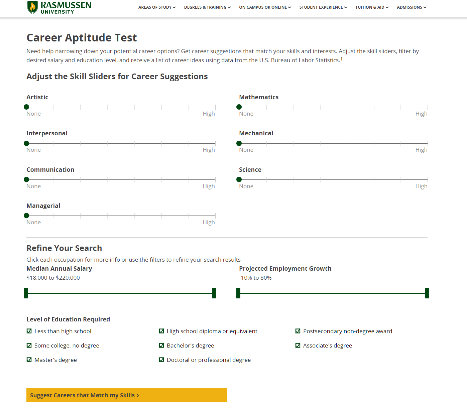 RASMUSSEN
UNIVERSITY
AREAS OF STUDY
DEGREES & TRAINING
ON CAMPUS OR ONLINE
STUDENT EXPERIENCE
TUITION & AID
ADMISSIONS
Career Aptitude Test
Need help narrowing down your potential career options? Get career suggestions that match your skills and interests. Adjust the skill sliders, filter by
desired salary and education level, and receive a list of career ideas using data from the U.S. Bureau of Labor Statistics.1
Adjust the Skill Sliders for Career Suggestions
Artistic
None High
Mathematics
None High
Interpersonal
None High
Mechanical
None High
Communication
None High
Science
None High
Managerial
None High
Refine Your Search
Click each occupation for more info or use the filters to refine your search results
Median Annual Salary
<18,000 to $220,000
Projected Employment Growth
-10% to 80%
Level of Education Required
Less than high school
High school diploma or equivalent
Postsecondary non-degree award
Some college, no degree
Bachelor's degree
Associate's degree
Master's degree
Doctoral or professional degree
Suggest Careers that Match my Skills >